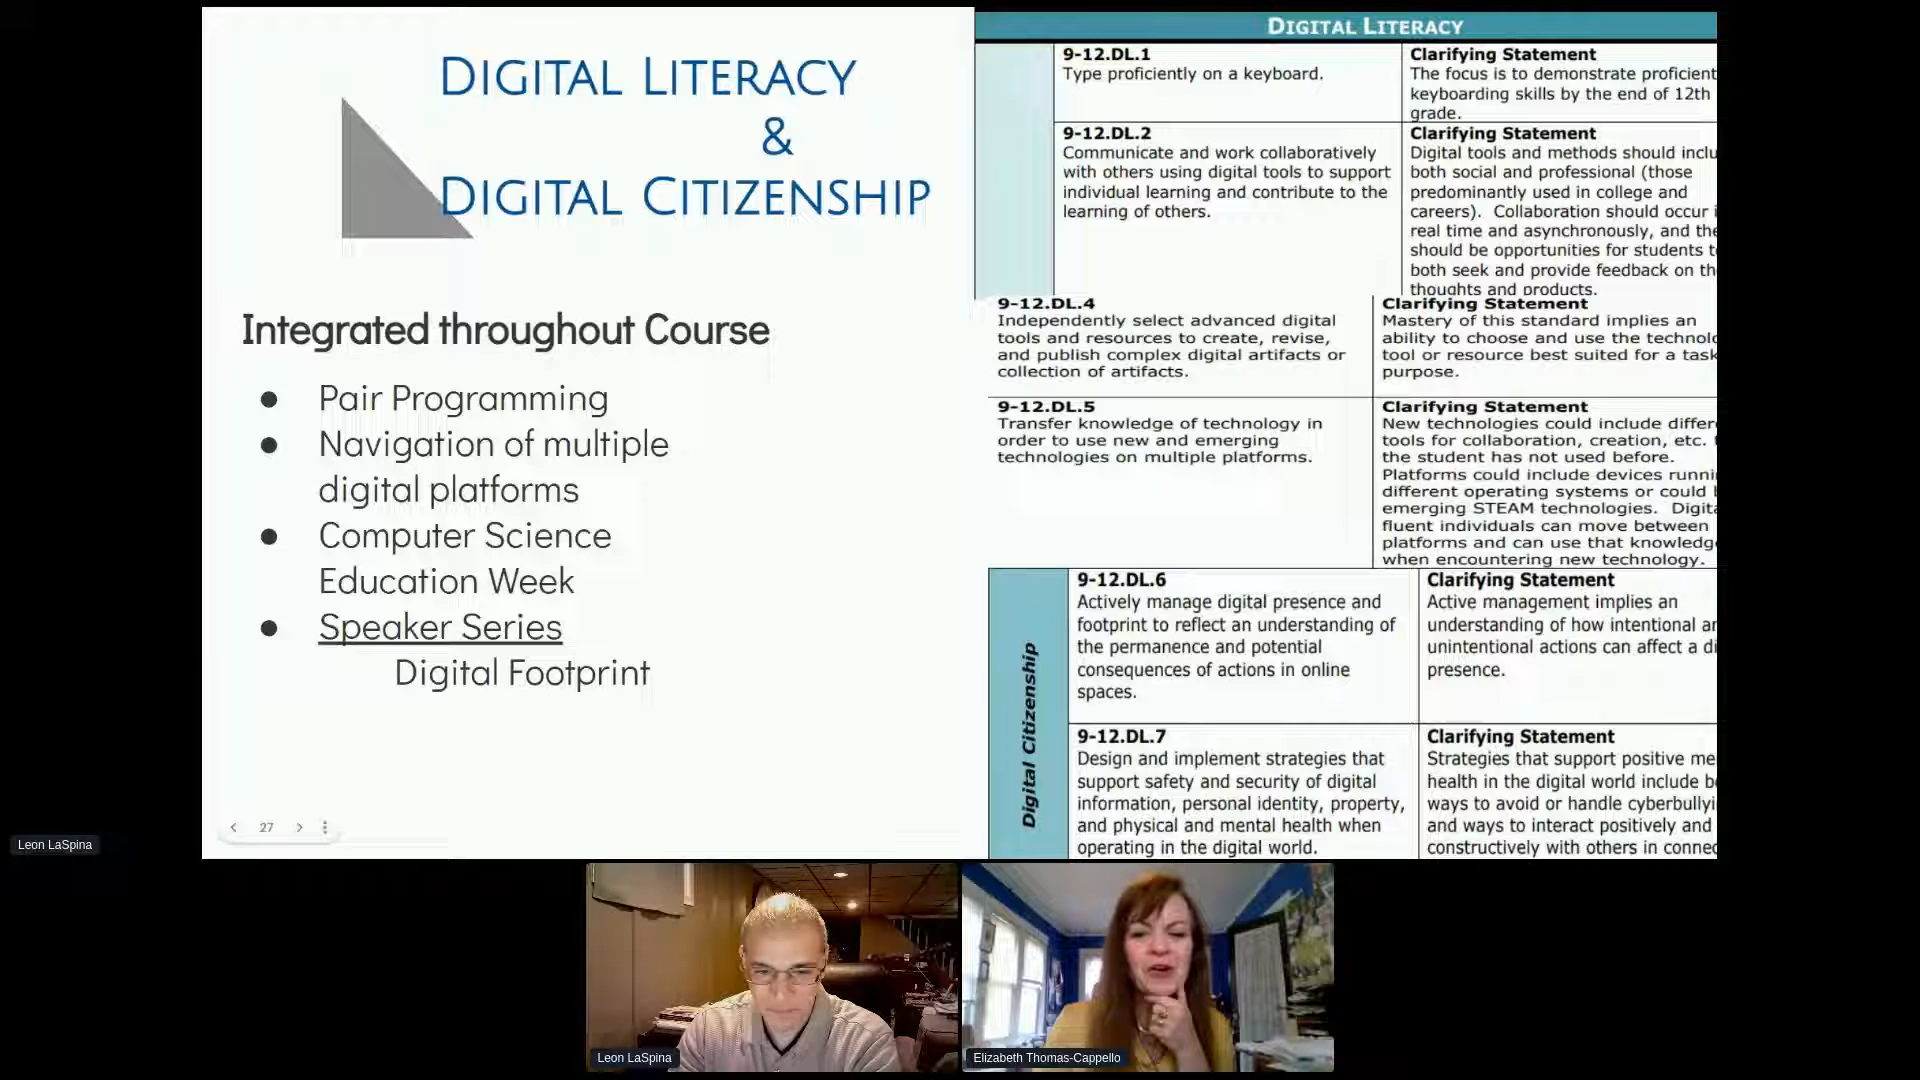 DIGITAL LITERACY
&
DIGITAL CITIZENSHIP
Integrated throughout Course
● Pair Programming
● Navigation of multiple
digital platforms
● Computer Science
Education Week
● Speaker Series
Digital Footprint
27
DIGITAL LITERACY
9-12.DL.1
Type proficiently on a keyboard.
Clarifying Statement
The focus is to demonstrate proficient
keyboarding skills by the end of 12th
grade.
9-12.DL.2
Communicate and work collaboratively
with others using digital tools to support
individual learning and contribute to the
learning of others.
Clarifying Statement
Digital tools and methods should inclu
both social and professional (those
predominantly used in college and
careers). Collaboration should occur i
real time and asynchronously, and the
should be opportunities for students t
both seek and provide feedback on th
thoughts and products.
9-12.DL.4
Independently select advanced digital
tools and resources to create, revise,
and publish complex digital artifacts or
collection of artifacts.
Clarifying Statement
Mastery of this standard implies an
ability to choose and use the technolo
tool or resource best suited for a task
purpose.
9-12.DL.5
Transfer knowledge of technology in
order to use new and emerging
technologies on multiple platforms.
Clarifying Statement
New technologies could include differ
tools for collaboration, creation, etc.
the student has not used before.
Platforms could include devices runni
different operating systems or could
emerging STEAM technologies. Digita
fluent individuals can move between
platforms and can use that knowledg
when encountering new technology.
Digital Citizenship
9-12.DL.6
Actively manage digital presence and
footprint to reflect an understanding of
the permanence and potential
consequences of actions in online
spaces.
Clarifying Statement
Active management implies an
understanding of how intentional an
unintentional actions can affect a di
presence.
9-12.DL.7
Design and implement strategies that
support safety and security of digital
information, personal identity, property,
and physical and mental health when
operating in the digital world.
Clarifying Statement
Strategies that support positive me
health in the digital world include b
ways to avoid or handle cyberbullyi
and ways to interact positively and
constructively with others in connec
Leon LaSpina
Leon LaSpina
Elizabeth Thomas-Cappello